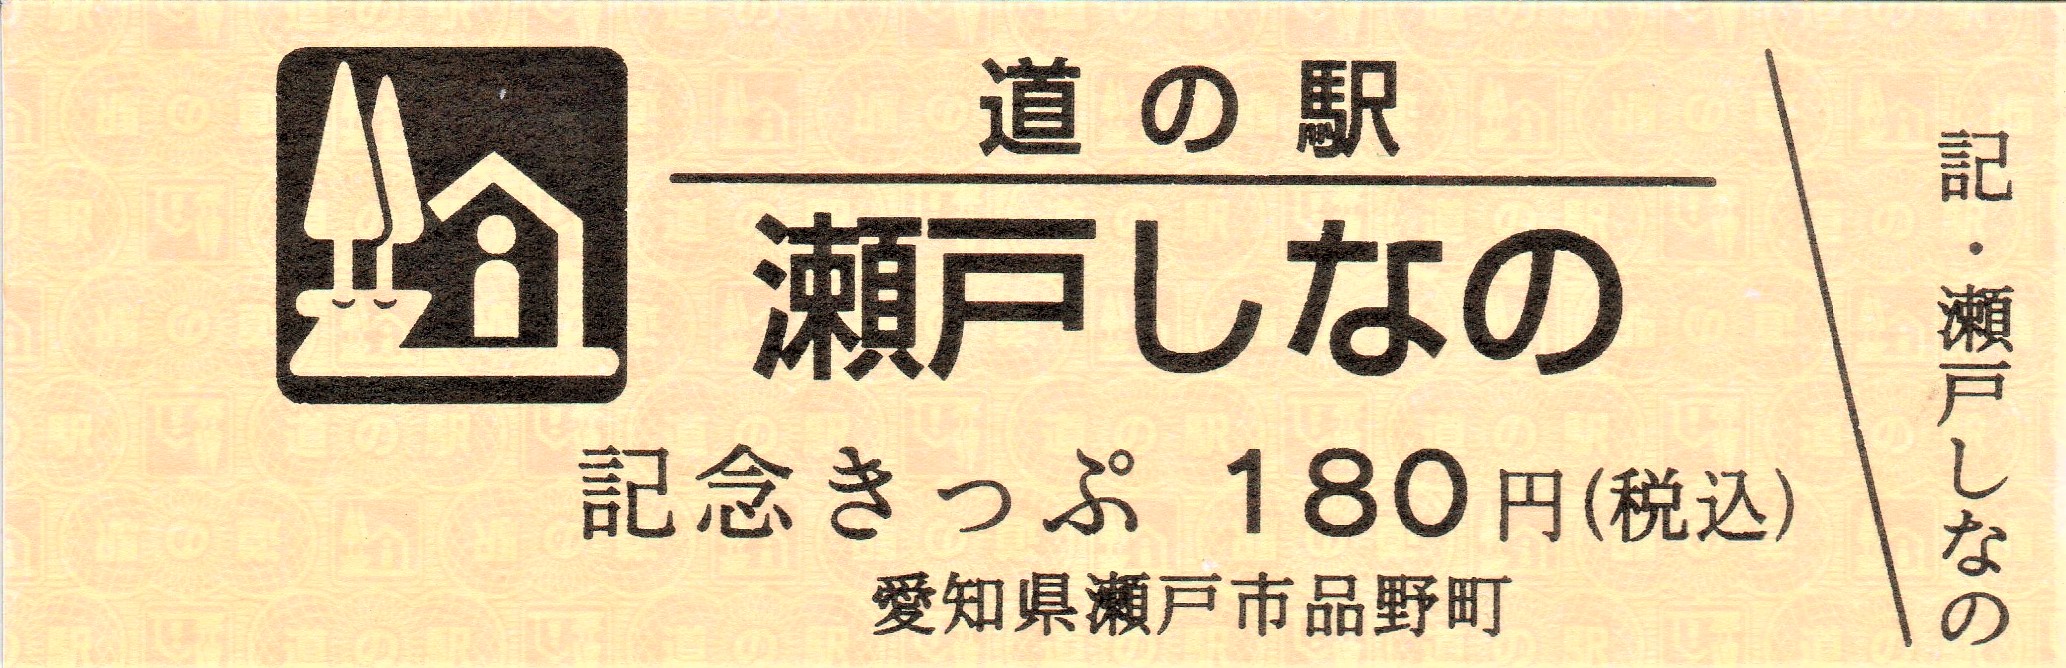 道の駅
瀬戸しなの
記念きっぷ 180円(税込)
愛知県瀬戸市品野町
記・瀬戸しなの